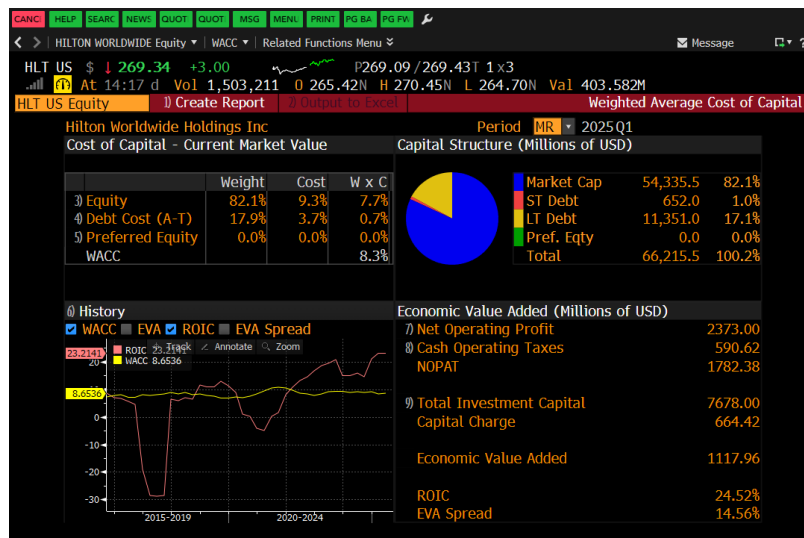 CANCI HELP SEARC NEWS QUOT QUOT MSG MENU PRINT PG BA PG FW
HILTON WORLDWIDE Equity WACC Related Functions Menu Message
HLT US $ 269.34 +3.00 P269.09/269.43T 1x3
At 14:17 d Vol 1,503,211 O 265.42N H 270.45N L 264.70N Val 403.582M
HLT US Equity 1) Create Report 2) Output to Excel Weighted Average Cost of Capital
Hilton Worldwide Holdings Inc Period MR 2025 Q1
Cost of Capital - Current Market Value
Weight Cost W x C
3) Equity 82.1% 9.3% 7.7%
4) Debt Cost (A-T) 17.9% 3.7% 0.7%
5) Preferred Equity 0.0% 0.0% 0.0%
WACC 8.3%
Capital Structure (Millions of USD)
Market Cap 54,335.5 82.1%
ST Debt 652.0 1.0%
LT Debt 11,351.0 17.1%
Pref. Eqty 0.0 0.0%
Total 66,215.5 100.2%
6) History
WACC EVA ROIC EVA Spread
Track Annotate Zoom
ROIC 23.2141
WACC 8.6536
23.2141
20
8.6536
0
-10
-20
-30
2015-2019 2020-2024
Economic Value Added (Millions of USD)
7) Net Operating Profit 2373.00
8) Cash Operating Taxes 590.62
NOPAT 1782.38
9) Total Investment Capital 7678.00
Capital Charge 664.42
Economic Value Added 1117.96
ROIC 24.52%
EVA Spread 14.56%